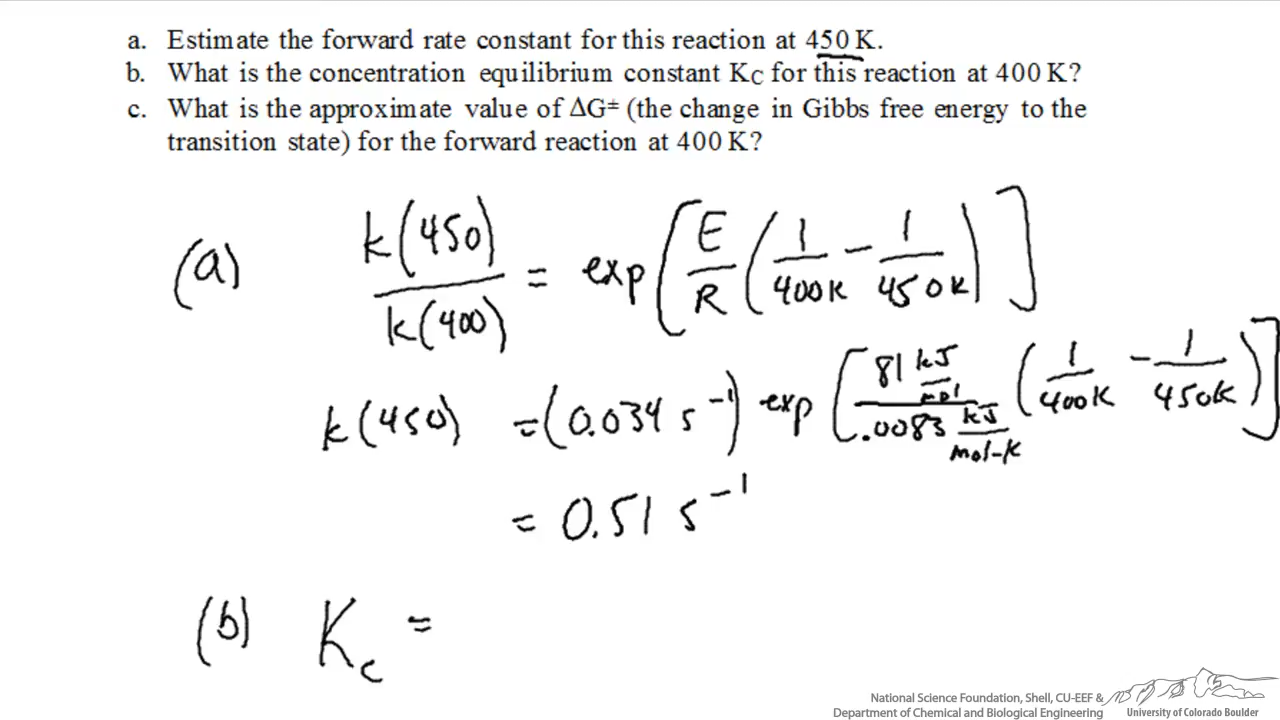 a. Estimate the forward rate constant for this reaction at 450 K.
b. What is the concentration equilibrium constant KC for this reaction at 400 K?
c. What is the approximate value of ΔG‡ (the change in Gibbs free energy to the
transition state) for the forward reaction at 400 K?
(a) k(450)/k(400) = exp[E/R (1/400K − 1/450K)]
k(450) = (0.034 s⁻¹) exp[81 kJ/mol / .0083 kJ/mol-K (1/400K − 1/450K)]
= 0.51 s⁻¹
(b) Kc =
National Science Foundation, Shell, CU-EEF &
Department of Chemical and Biological Engineering
University of Colorado Boulder